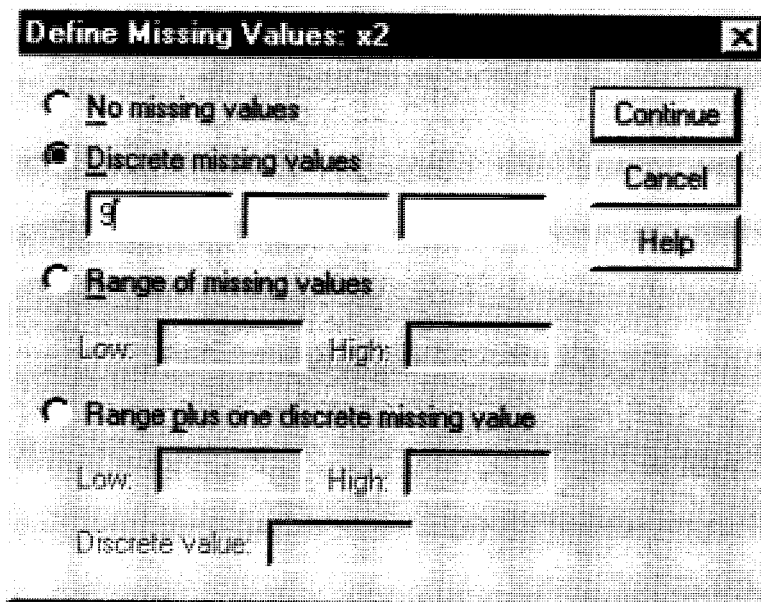 Define Missing Values: x2
No missing values
Discrete missing values
9
Range of missing values
Low: High:
Range plus one discrete missing value
Low: High:
Discrete value:
Continue
Cancel
Help